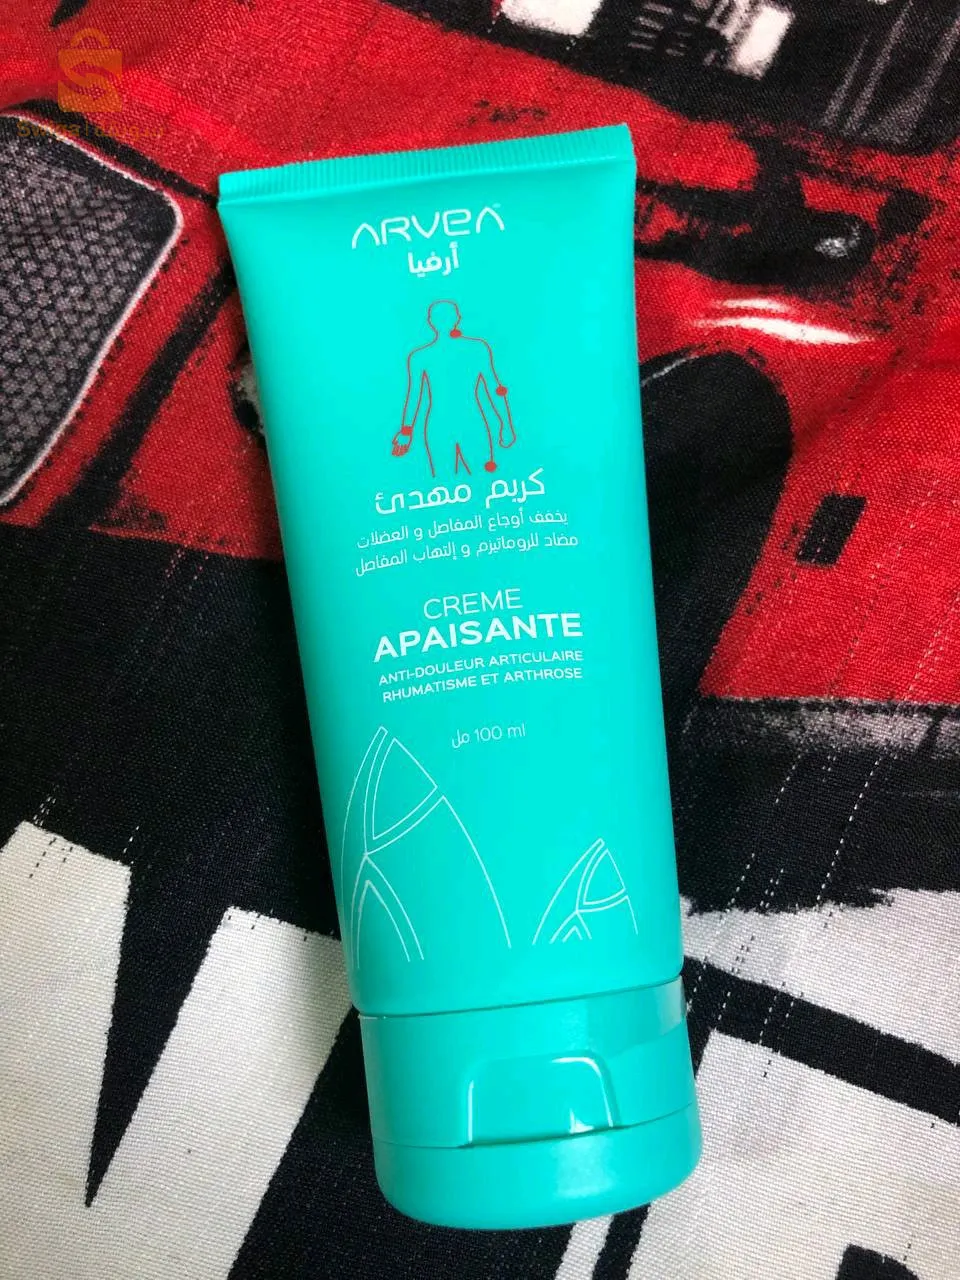 ARVEA
أرفيا
كريم مهدئ
يخفف أوجاع المفاصل و العضلات
مضاد للروماتيزم و إلتهاب المفاصل
CREME
APAISANTE
ANTI-DOULEUR ARTICULAIRE
RHUMATISME ET ARTHROSE
100 ml مل